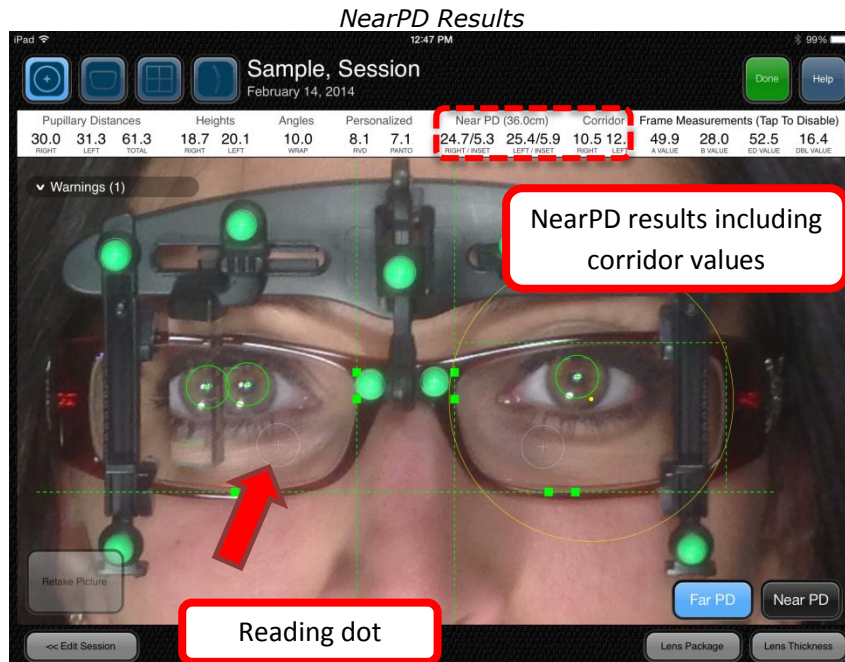 NearPD Results
iPad 12:47 PM 99%
Sample, Session
February 14, 2014
Done
Help
Pupillary Distances Heights Angles Personalized Near PD (36.0cm) Corridor Frame Measurements (Tap To Disable)
30.0 31.3 61.3 18.7 20.1 10.0 8.1 7.1 24.7/5.3 25.4/5.9 10.5 12. 49.9 28.0 52.5 16.4
RIGHT LEFT TOTAL RIGHT LEFT WRAP RVD PANTO RIGHT / INSET LEFT / INSET RIGHT LEFT A VALUE B VALUE ED VALUE DBL VALUE
Warnings (1)
NearPD results including
corridor values
Retake Picture
Far PD
Near PD
Reading dot
<< Edit Session
Lens Package
Lens Thickness